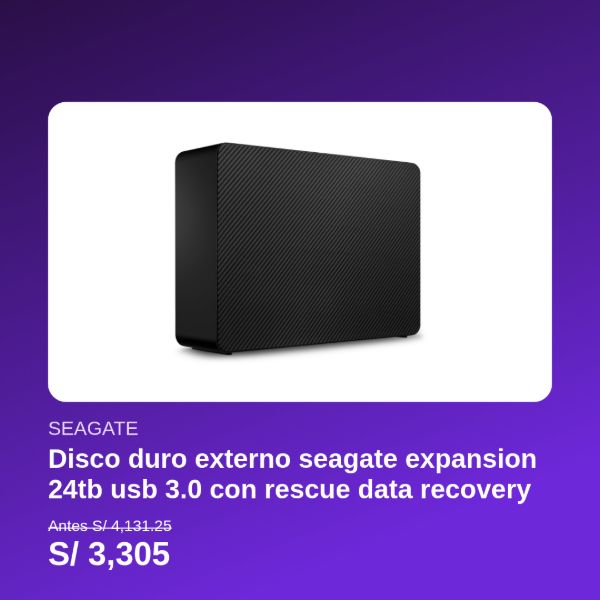 SEAGATE
Disco duro externo seagate expansion
24tb usb 3.0 con rescue data recovery
Antes S/ 4,131.25
S/ 3,305